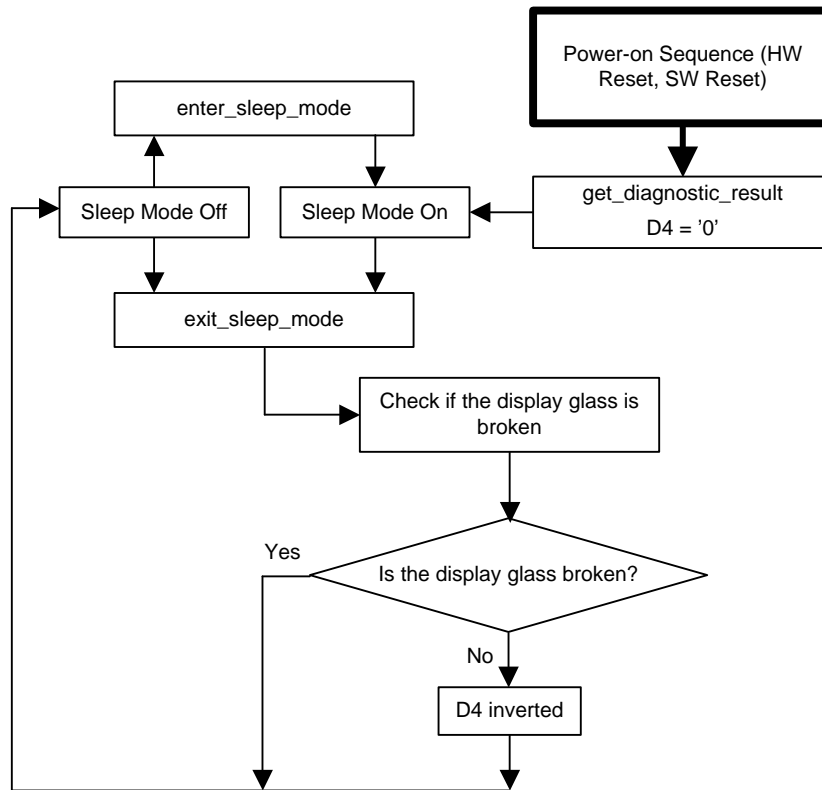 Power-on Sequence (HW
Reset, SW Reset)
enter_sleep_mode
get_diagnostic_result
D4 = ’0’
Sleep Mode Off
Sleep Mode On
exit_sleep_mode
Check if the display glass is
broken
Yes
Is the display glass broken?
No
D4 inverted